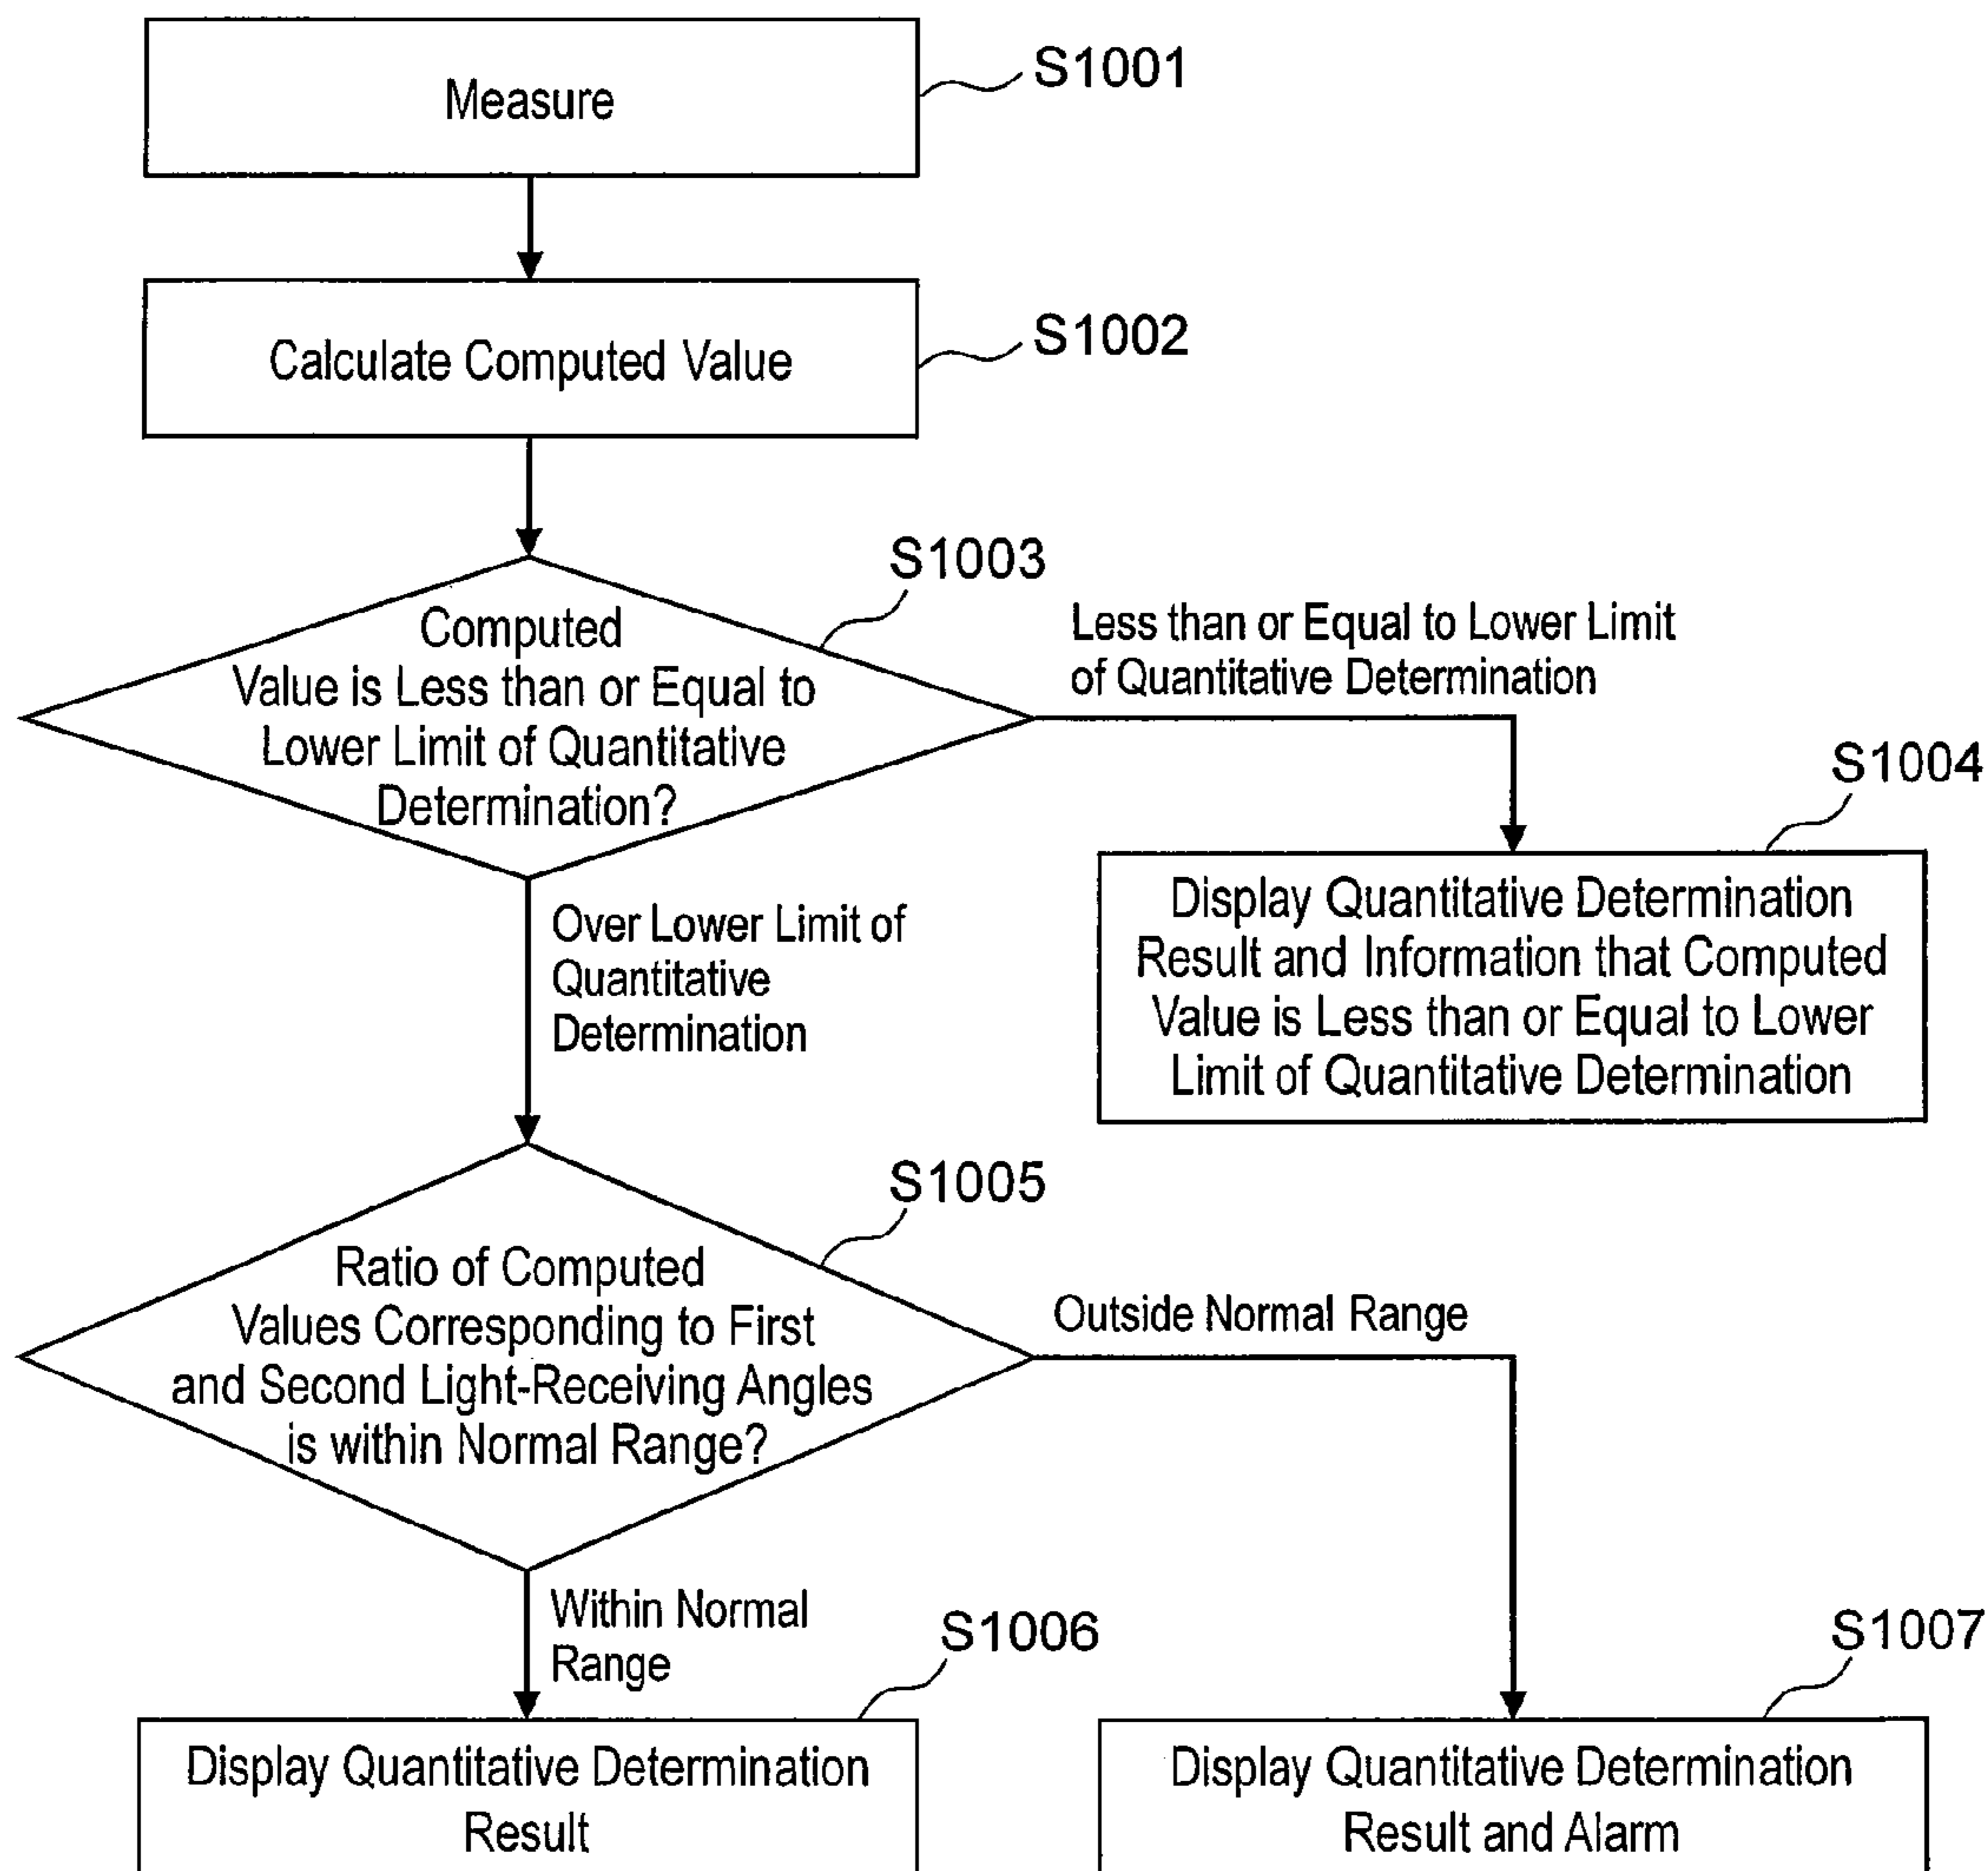 Measure
S1001
Calculate Computed Value
S1002
S1003
Computed
Value is Less than or Equal to
Lower Limit of Quantitative
Determination?
Less than or Equal to Lower Limit
of Quantitative Determination
S1004
Display Quantitative Determination
Result and Information that Computed
Value is Less than or Equal to Lower
Limit of Quantitative Determination
Over Lower Limit of
Quantitative
Determination
S1005
Ratio of Computed
Values Corresponding to First
and Second Light-Receiving Angles
is within Normal Range?
Outside Normal Range
Within Normal
Range
S1006
Display Quantitative Determination
Result
S1007
Display Quantitative Determination
Result and Alarm